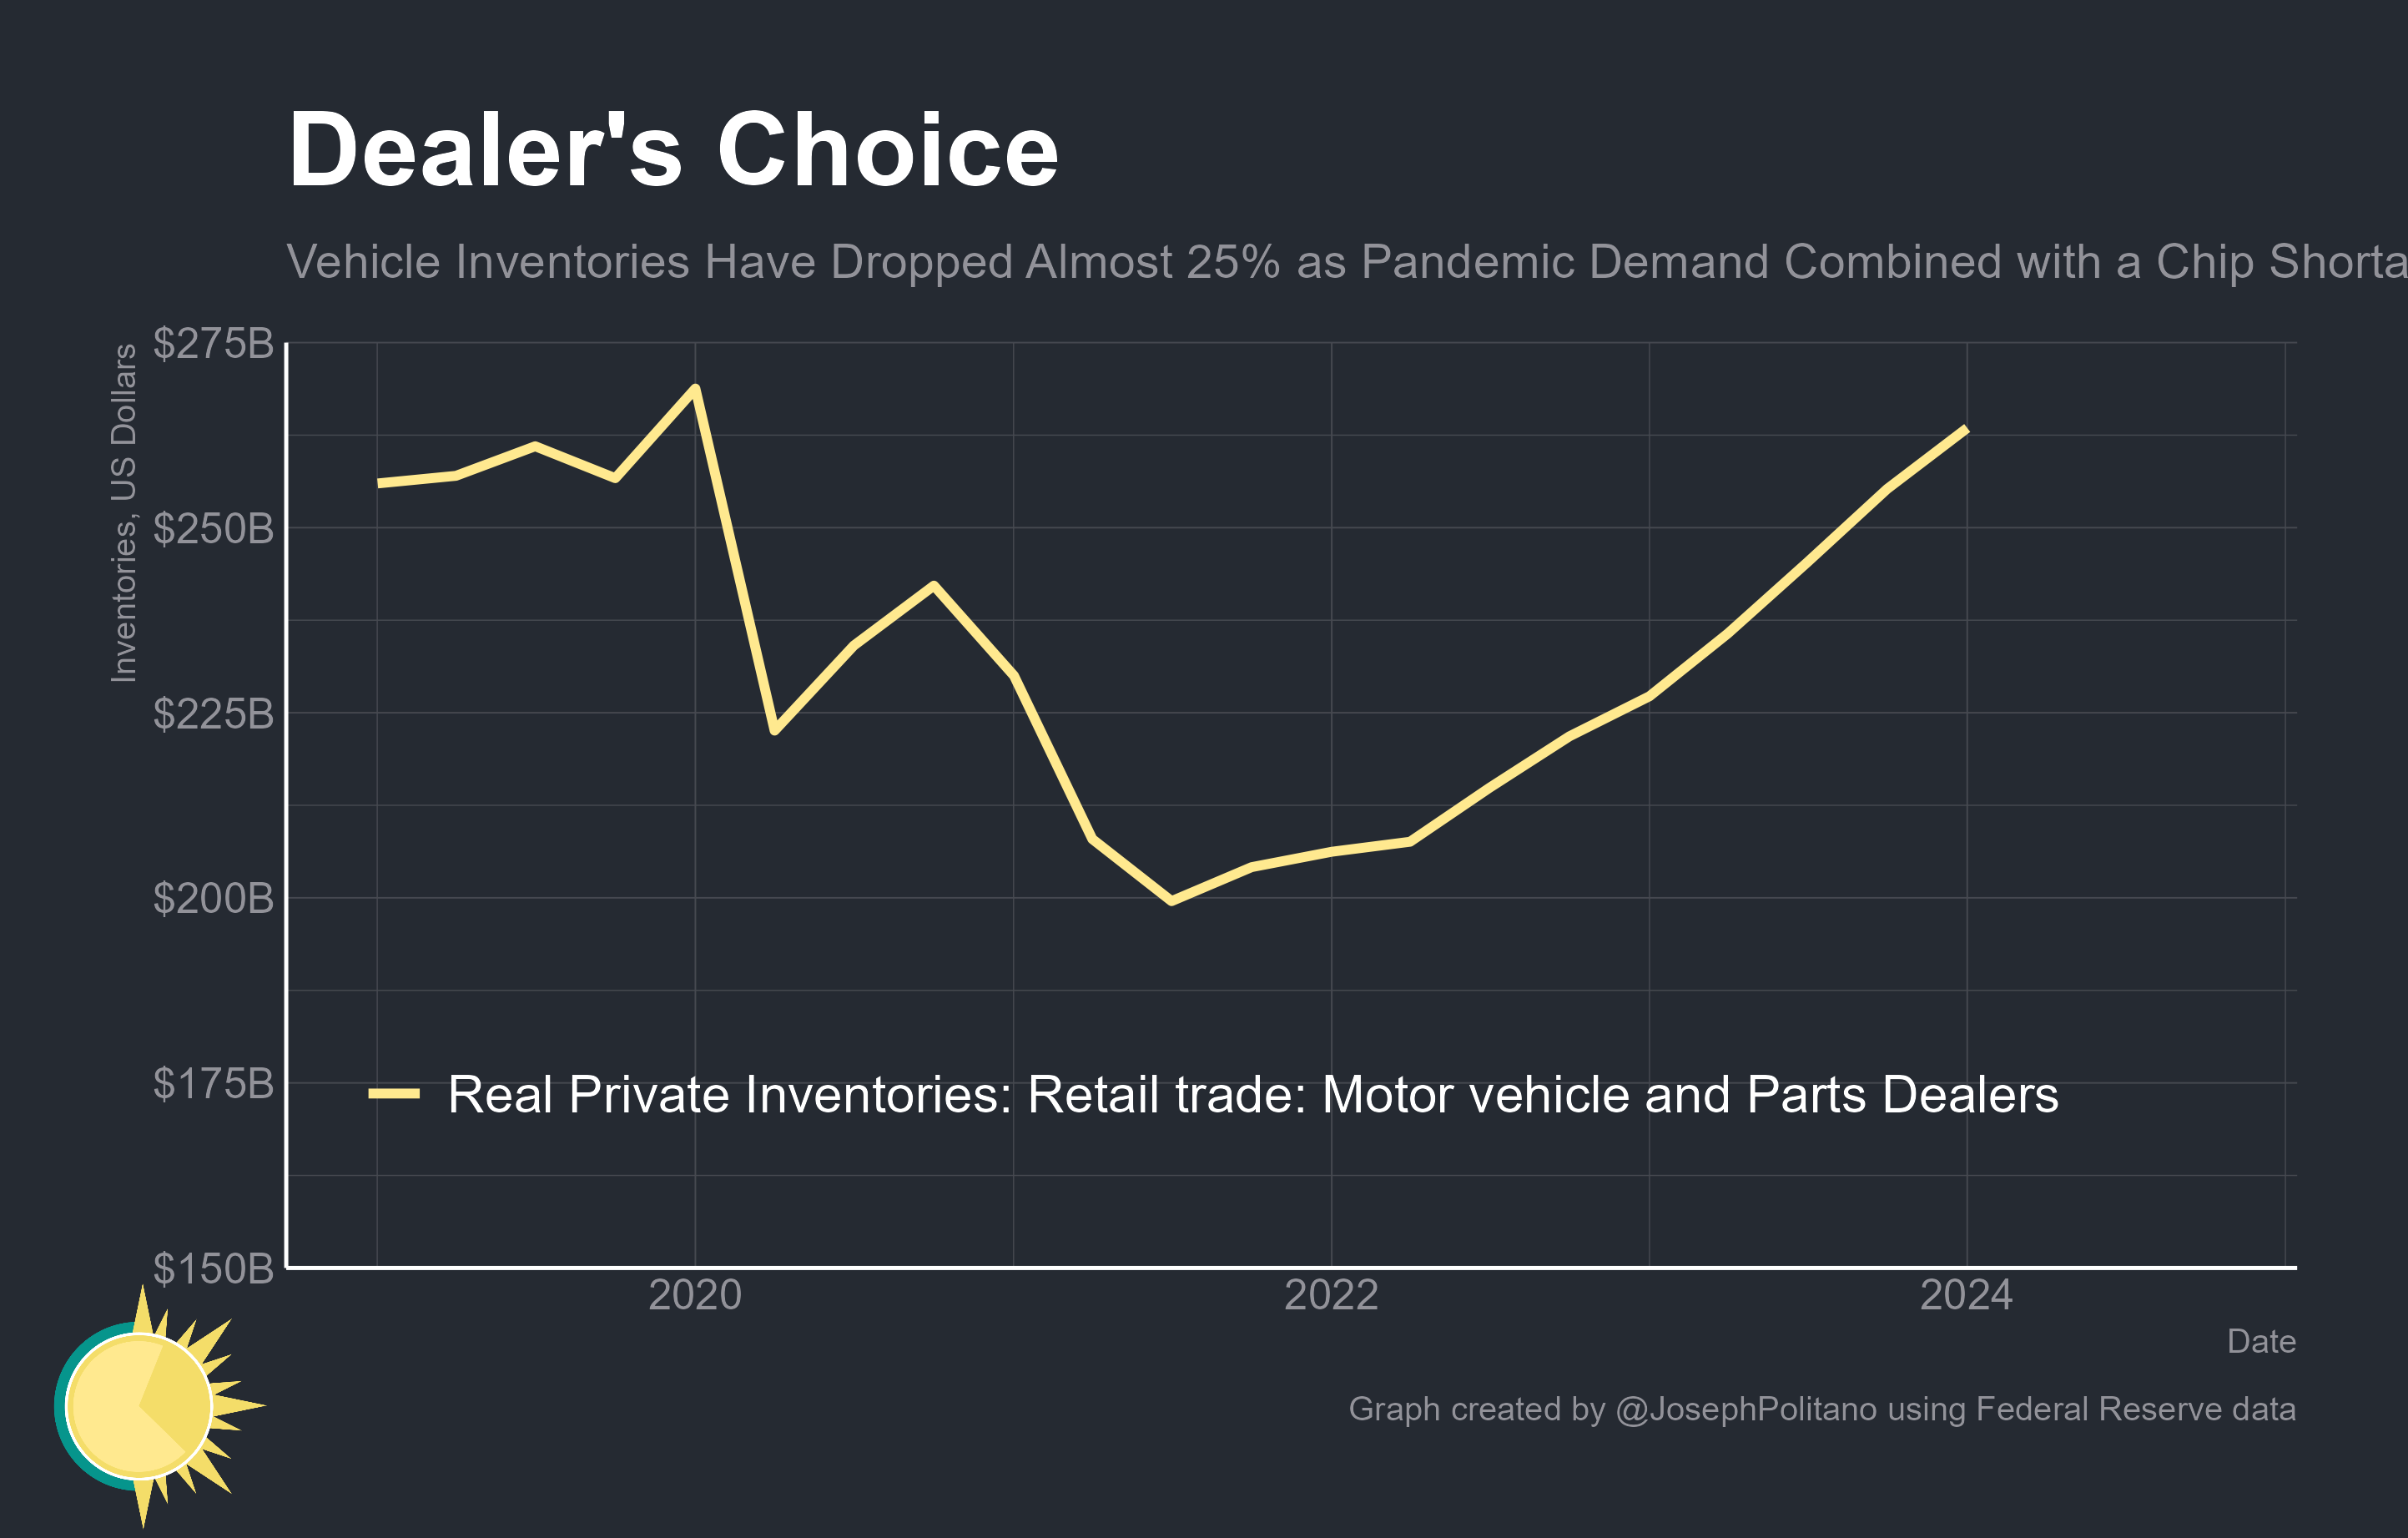 Dealer's Choice
Vehicle Inventories Have Dropped Almost 25% as Pandemic Demand Combined with a Chip
Inventories, US Dollars
$275B
$250B
$225B
$200B
$175B
$150B
Real Private Inventories: Retail trade: Motor vehicle and Parts Dealers
2020
2022
2024
Date
Graph created by @JosephPolitano using Federal Reserve data